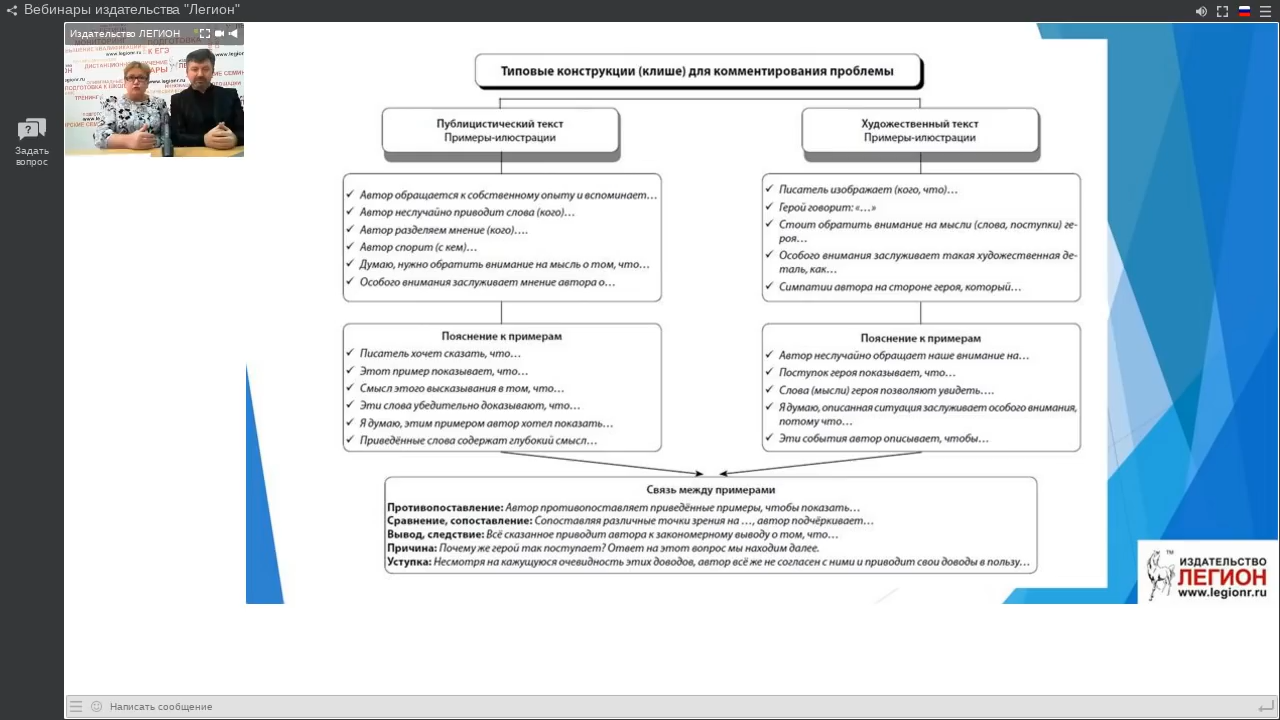 Вебинары издательства "Легион"
Издательство ЛЕГИОН
Задать
вопрос
Типовые конструкции (клише) для комментирования проблемы
Публицистический текст
Примеры-илюстрации
Автор обращается к собственному опыту и вспоминает…
Автор неслучайно приводит слова (кого)…
Автор разделяем мнение (кого)….
Автор спорит (с кем)…
Думаю, нужно обратить внимание на мысль о том, что…
Особого внимания заслуживает мнение автора о…
Пояснение к примерам
Писатель хочет сказать, что…
Этот пример показывает, что…
Смысл этого высказывания в том, что…
Эти слова убедительно доказывают, что…
Я думаю, этим примером автор хотел показать…
Приведённые слова содержат глубокий смысл…
Художественный текст
Примеры-илюстрации
Писатель изображает (кого, что)…
Герой говорит: «…»
Стоит обратить внимание на мысли (слова, поступки) ге-
роя…
Особого внимания заслуживает такая художественная де-
таль, как…
Симпатии автора на стороне героя, который…
Пояснение к примерам
Автор неслучайно обращает наше внимание на…
Поступок героя показывает, что…
Слова (мысли) героя позволяют увидеть….
Я думаю, описанная ситуация заслуживает особого внимания,
потому что…
Эти события автор описывает, чтобы…
Связь между примерами
Противопоставление: Автор противопоставляет приведённые примеры, чтобы показать…
Сравнение, сопоставление: Сопоставляя различные точки зрения на …, автор подчёркивает…
Вывод, следствие: Всё сказанное приводит автора к закономерному выводу о том, что…
Причина: Почему же герой так поступает? Ответ на этот вопрос мы находим далее.
Уступка: Несмотря на кажущуюся очевидность этих доводов, автор всё же не согласен с ними и приводит свои доводы в пользу…
TM
ИЗДАТЕЛЬСТВО
ЛЕГИОН
www.legionr.ru
Написать сообщение